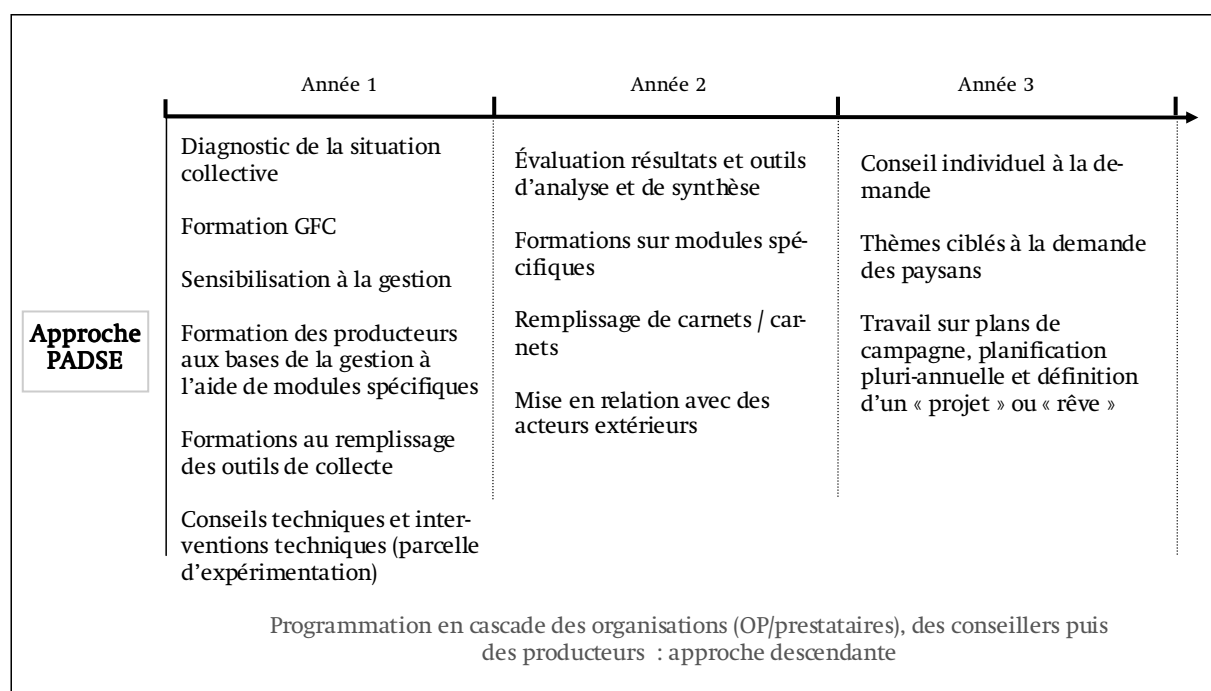 Année 1
Année 2
Année 3
Approche
PADSE
Diagnostic de la situation
collective
Formation GFC
Sensibilisation à la gestion
Formation des producteurs
aux bases de la gestion à
l’aide de modules spécifiques
Formations au remplissage
des outils de collecte
Conseils techniques et inter-
ventions techniques (parcelle
d’expérimentation)
Évaluation résultats et outils
d’analyse et de synthèse
Formations sur modules spé-
cifiques
Remplissage de carnets / car-
nets
Mise en relation avec des
acteurs extérieurs
Conseil individuel à la de-
mande
Thèmes ciblés à la demande
des paysans
Travail sur plans de
campagne, planification
pluri-annuelle et définition
d’un « projet » ou « rêve »
Programmation en cascade des organisations (OP/prestataires), des conseillers puis
des producteurs : approche descendante